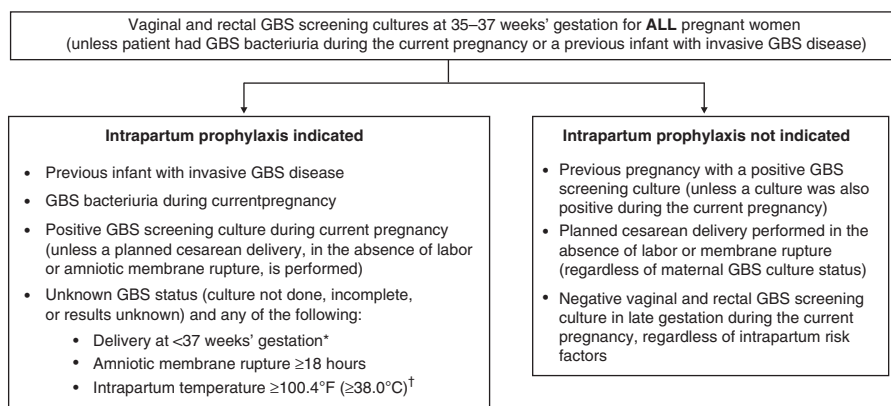 Vaginal and rectal GBS screening cultures at 35–37 weeks’ gestation for ALL pregnant women
(unless patient had GBS bacteriuria during the current pregnancy or a previous infant with invasive GBS disease)
Intrapartum prophylaxis indicated
• Previous infant with invasive GBS disease
• GBS bacteriuria during currentpregnancy
• Positive GBS screening culture during current pregnancy
(unless a planned cesarean delivery, in the absence of labor
or amniotic membrane rupture, is performed)
• Unknown GBS status (culture not done, incomplete,
or results unknown) and any of the following:
• Delivery at <37 weeks’ gestation*
• Amniotic membrane rupture ≥18 hours
• Intrapartum temperature ≥100.4°F (≥38.0°C)†
Intrapartum prophylaxis not indicated
• Previous pregnancy with a positive GBS
screening culture (unless a culture was also
positive during the current pregnancy)
• Planned cesarean delivery performed in the
absence of labor or membrane rupture
(regardless of maternal GBS culture status)
• Negative vaginal and rectal GBS screening
culture in late gestation during the current
pregnancy, regardless of intrapartum risk
factors